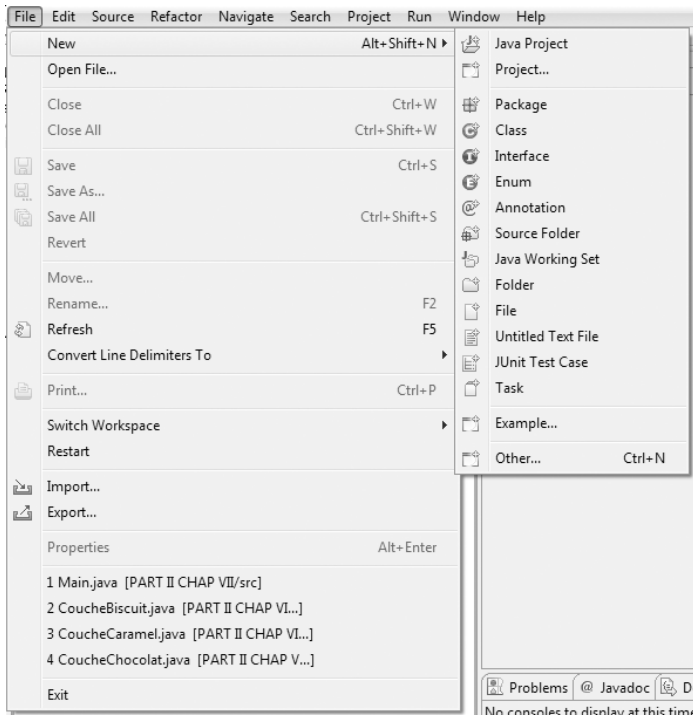 File Edit Source Refactor Navigate Search Project Run Window Help
New Alt+Shift+N
Open File...
Close Ctrl+W
Close All Ctrl+Shift+W
Save Ctrl+S
Save As...
Save All Ctrl+Shift+S
Revert
Move...
Rename... F2
Refresh F5
Convert Line Delimiters To
Print... Ctrl+P
Switch Workspace
Restart
Import...
Export...
Properties Alt+Enter
1 Main.java [PART II CHAP VII/src]
2 CoucheBiscuit.java [PART II CHAP VI...]
3 CoucheCaramel.java [PART II CHAP VI...]
4 CoucheChocolat.java [PART II CHAP V...]
Exit
Java Project
Project...
Package
Class
Interface
Enum
Annotation
Source Folder
Java Working Set
Folder
File
Untitled Text File
JUnit Test Case
Task
Example...
Other... Ctrl+N
Problems @ Javadoc D
No consoles to display at this time